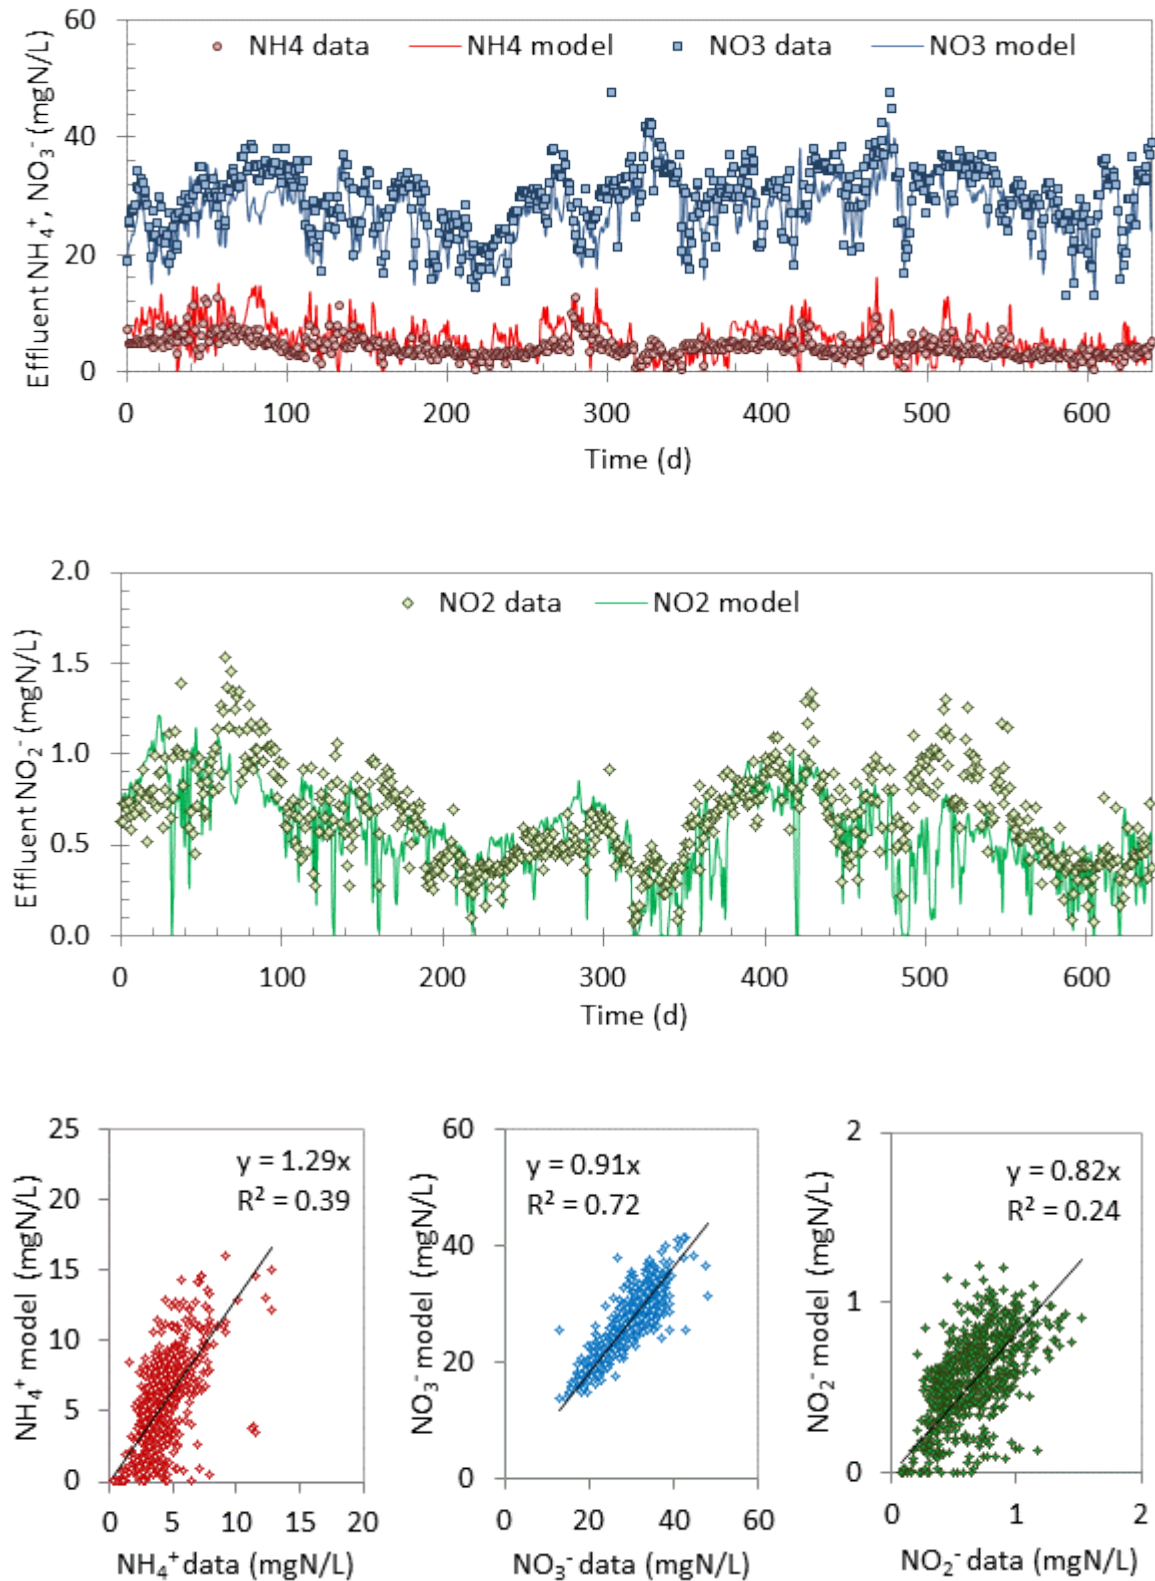 60
NH4 data NH4 model NO3 data NO3 model
Effluent NH₄⁺, NO₃⁻ (mgN/L)
40
20
0
0 100 200 300 400 500 600
Time (d)
2.0
NO2 data NO2 model
Effluent NO₂⁻ (mgN/L)
1.5
1.0
0.5
0.0
0 100 200 300 400 500 600
Time (d)
25
y = 1.29x
R² = 0.39
NH₄⁺ model (mgN/L)
20
15
10
5
0
0 5 10 15 20
NH₄⁺ data (mgN/L)
60
y = 0.91x
R² = 0.72
NO₃⁻ model (mgN/L)
40
20
0
0 20 40 60
NO₃⁻ data (mgN/L)
2
y = 0.82x
R² = 0.24
NO₂⁻ model (mgN/L)
1
0
0 1 2
NO₂⁻ data (mgN/L)